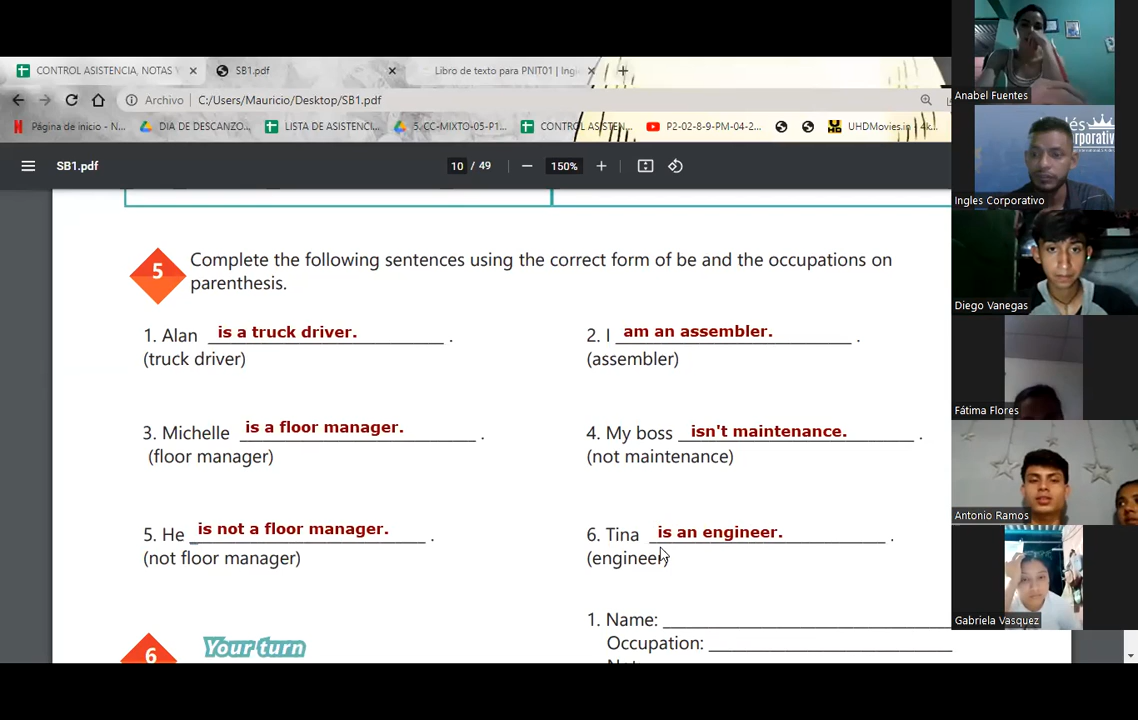 CONTROL ASISTENCIA, NOTAS Y
SB1.pdf
Libro de texto para PNIT01 | Ingl
Archivo
C:/Users/Mauricio/Desktop/SB1.pdf
Página de inicio - N...
DIA DE DESCANZO...
LISTA DE ASISTENCI...
5. CC-MIXTO-05-P1...
CONTROL ASISTEN...
P2-02-8-9-PM-04-2...
UHDMovies.in | 4k...
SB1.pdf
10 / 49
150%
5
Complete the following sentences using the correct form of be and the occupations on
parenthesis.
1. Alan is a truck driver. .
(truck driver)
2. I am an assembler. .
(assembler)
3. Michelle is a floor manager. .
(floor manager)
4. My boss isn't maintenance. .
(not maintenance)
5. He is not a floor manager. .
(not floor manager)
6. Tina is an engineer. .
(engineer)
6
Your turn
1. Name:
Occupation:
Anabel Fuentes
Ingles Corporativo
Diego Vanegas
Fátima Flores
Antonio Ramos
Gabriela Vasquez